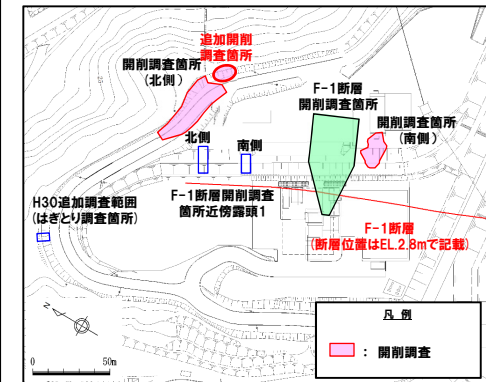 追加開削
調査箇所
開削調査箇所
(北側)
F-1断層
開削調査箇所
開削調査箇所
(南側)
北側
南側
H30追加調査範囲
(はぎとり調査箇所)
F-1断層開削調査
箇所近傍露頭1
F-1断層
(断層位置はEL.2.8mで記載)
N
0 50m
凡 例
: 開削調査